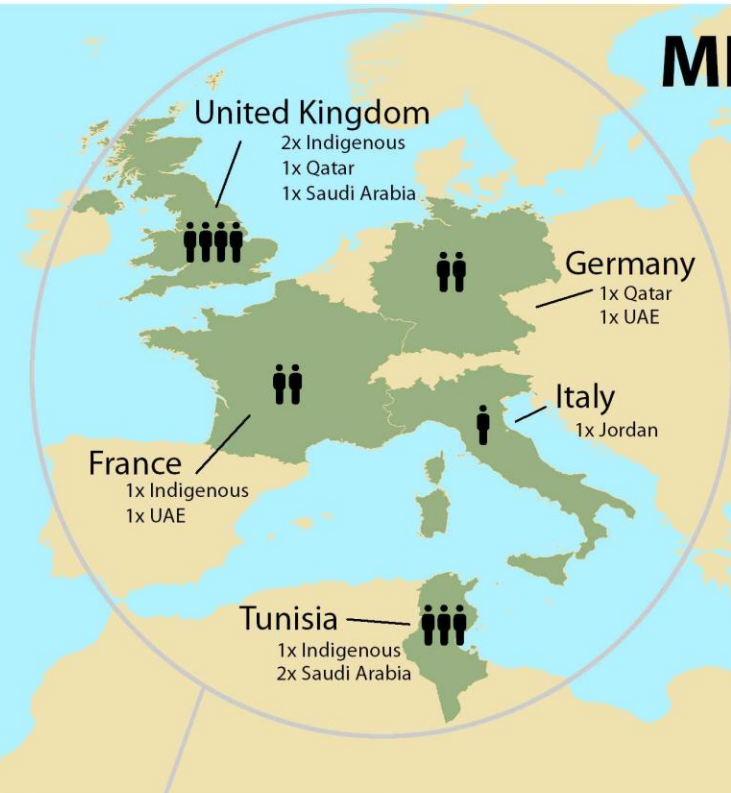 MI
United Kingdom
2x Indigenous
1x Qatar
1x Saudi Arabia
Germany
1x Qatar
1x UAE
Italy
1x Jordan
France
1x Indigenous
1x UAE
Tunisia
1x Indigenous
2x Saudi Arabia